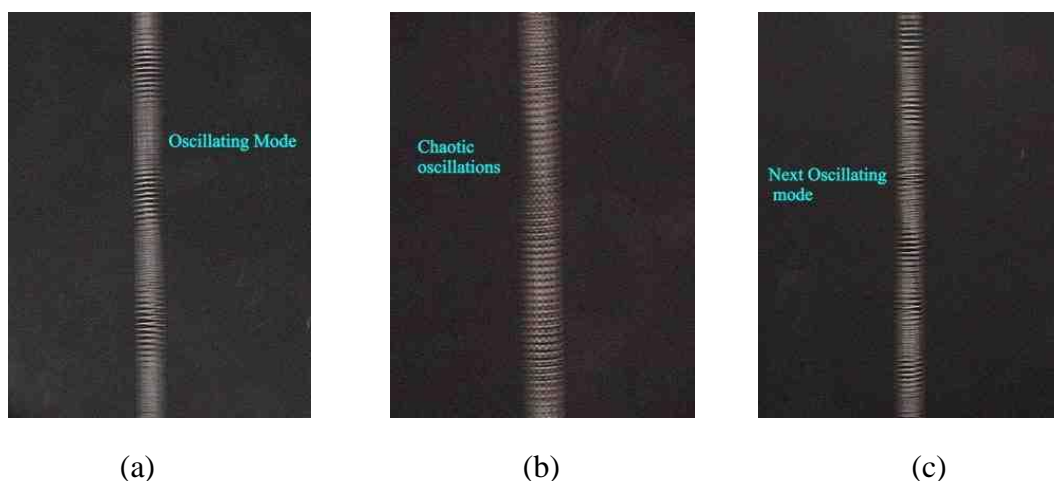 Oscillating Mode
Chaotic
oscillations
Next Oscillating
mode
(a)
(b)
(c)